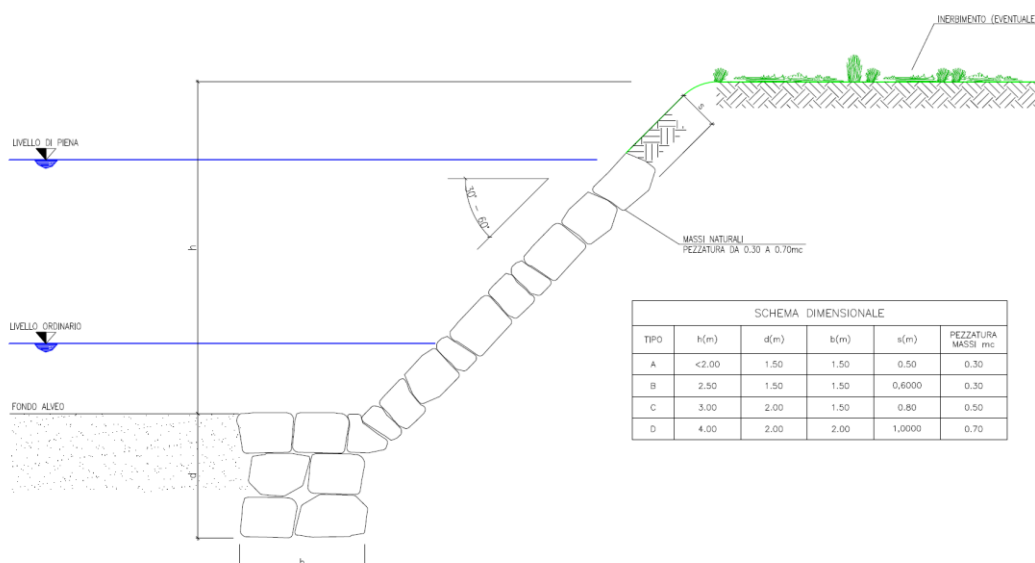 INERBIMENTO (EVENTUALE
LIVELLO DI PIENA
30° - 60°
h
MASSI NATURALI
PEZZATURA DA 0.30 A 0.70mc
LIVELLO ORDINARIO
FONDO ALVEO
d
SCHEMA DIMENSIONALE
TIPO h(m) d(m) b(m) s(m) PEZZATURA
MASSI mc
A <2.00 1.50 1.50 0.50 0.30
B 2.50 1.50 1.50 0,6000 0.30
C 3.00 2.00 1.50 0.80 0.50
D 4.00 2.00 2.00 1,0000 0.70